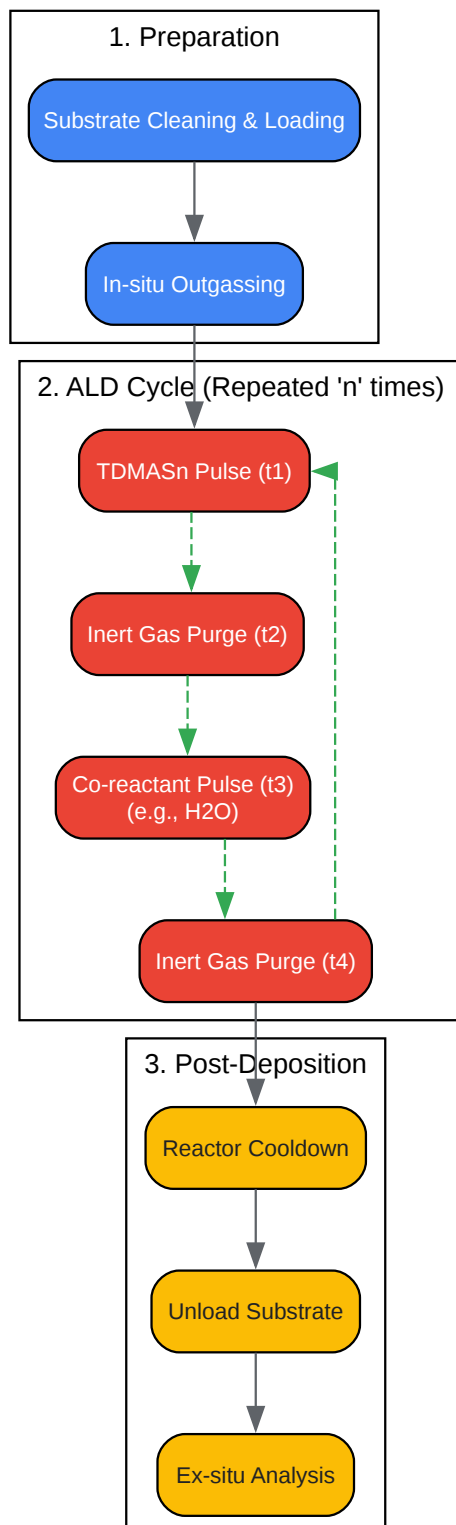 1. Preparation
Substrate Cleaning & Loading
In-situ Outgassing
2. ALD Cycle (Repeated 'n' times)
TDMASn Pulse (t1)
Inert Gas Purge (t2)
Co-reactant Pulse (t3)
(e.g., H2O)
Inert Gas Purge (t4)
3. Post-Deposition
Reactor Cooldown
Unload Substrate
Ex-situ Analysis